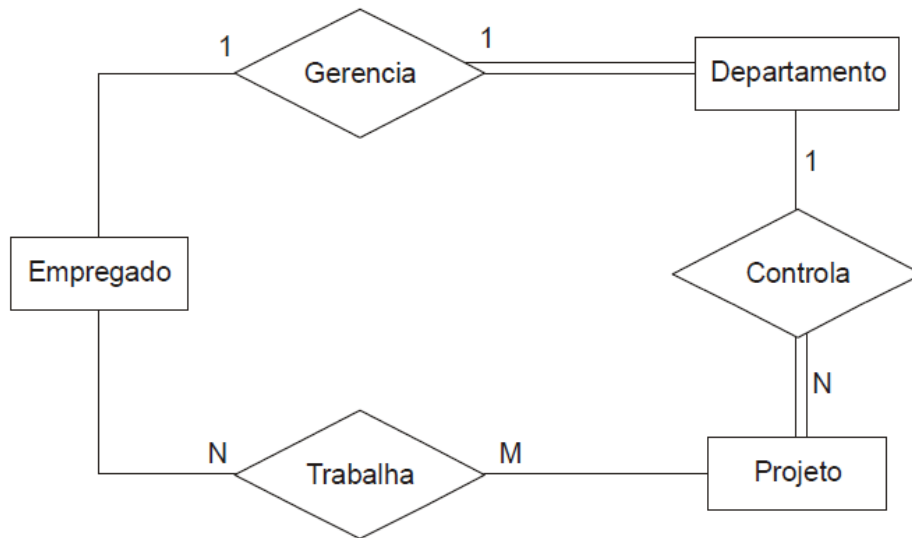 1
Gerencia
1
Departamento
1
Empregado
Controla
N
N
Trabalha
M
Projeto